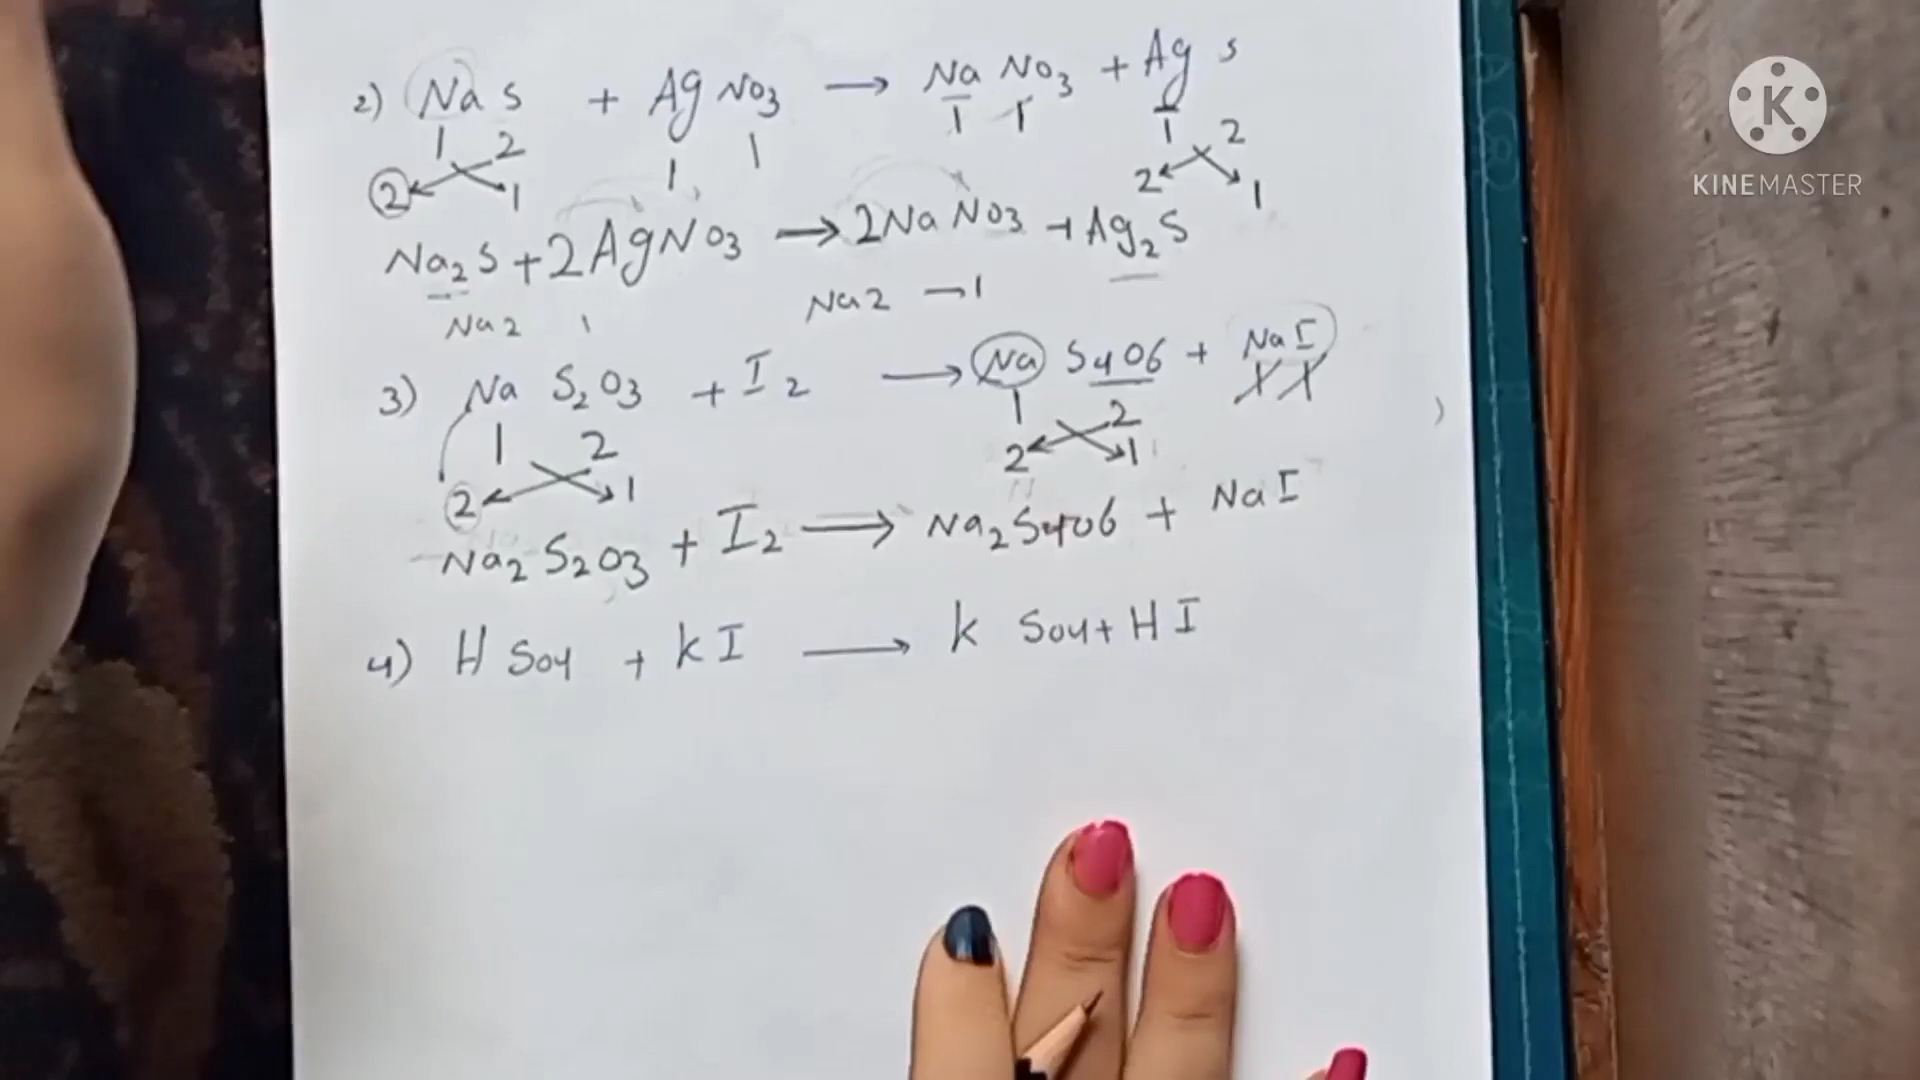 2) Na S + Ag NO3 → Na NO3 + Ag S
1 2 1 1 1 1 1 2
2 1 2 1
Na2S + 2AgNO3 → 2NaNO3 + Ag2S
Na2 1 Na2 → 1
3) Na S2O3 + I2 → Na S4O6 + NaI
1 2 1 2 X X
2 1 2 1
Na2S2O3 + I2 → Na2S4O6 + NaI
4) H SO4 + kI → k SO4 + HI
K
KINEMASTER